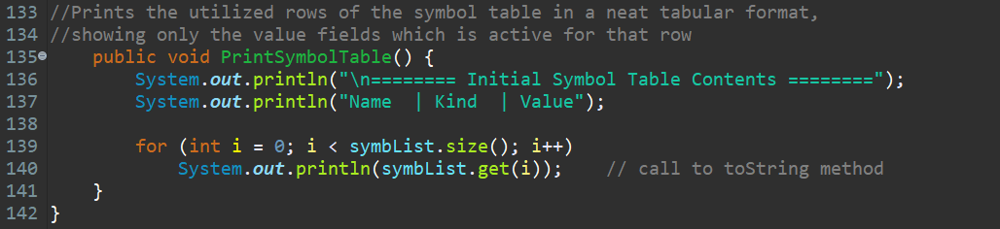 133 //Prints the utilized rows of the symbol table in a neat tabular format,
134 //showing only the value fields which is active for that row
135 public void PrintSymbolTable() {
136 System.out.println("\n======== Initial Symbol Table Contents ========");
137 System.out.println("Name  | Kind  | Value");
138
139 for (int i = 0; i < symbList.size(); i++)
140 System.out.println(symbList.get(i));    // call to toString method
141 }
142 }